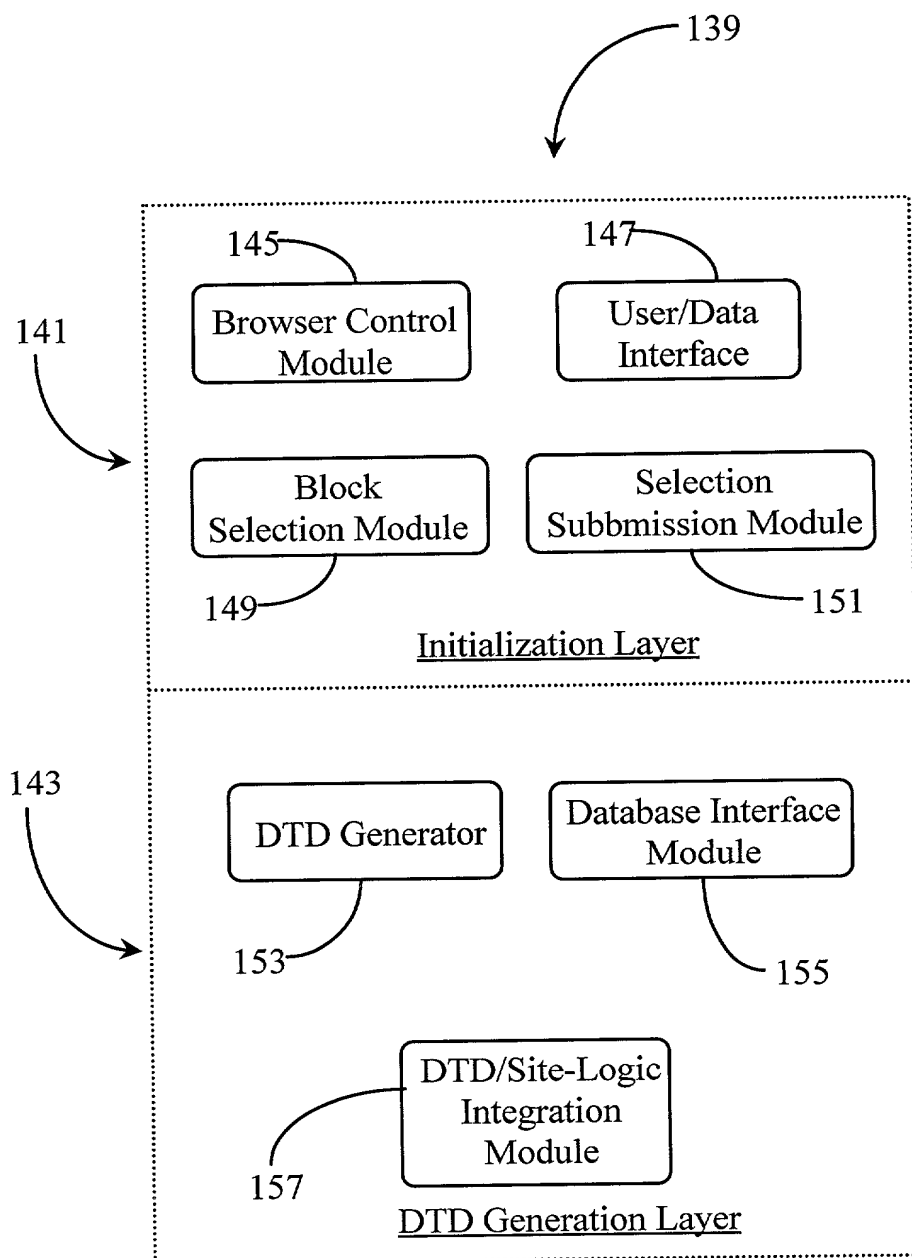 139
145
147
Browser Control
Module
User/Data
Interface
141
Block
Selection Module
Selection
Subbmission Module
149
151
Initialization Layer
143
DTD Generator
Database Interface
Module
153
155
DTD/Site-Logic
Integration
Module
157
DTD Generation Layer